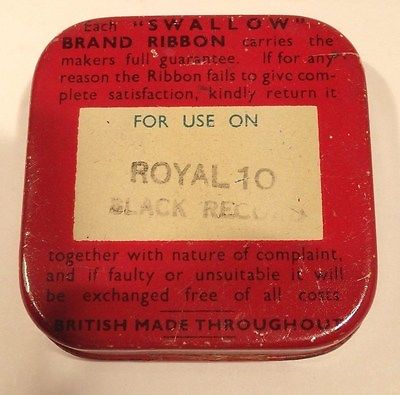 Each "SWALLOW"
BRAND RIBBON carries the
makers full guarantee. If for any
reason the Ribbon fails to give com-
plete satisfaction, kindly return it
FOR USE ON
ROYAL 10
BLACK
together with nature of complaint,
and if faulty or unsuitable it will
be exchanged free of all costs
BRITISH MADE THROUGHOUT